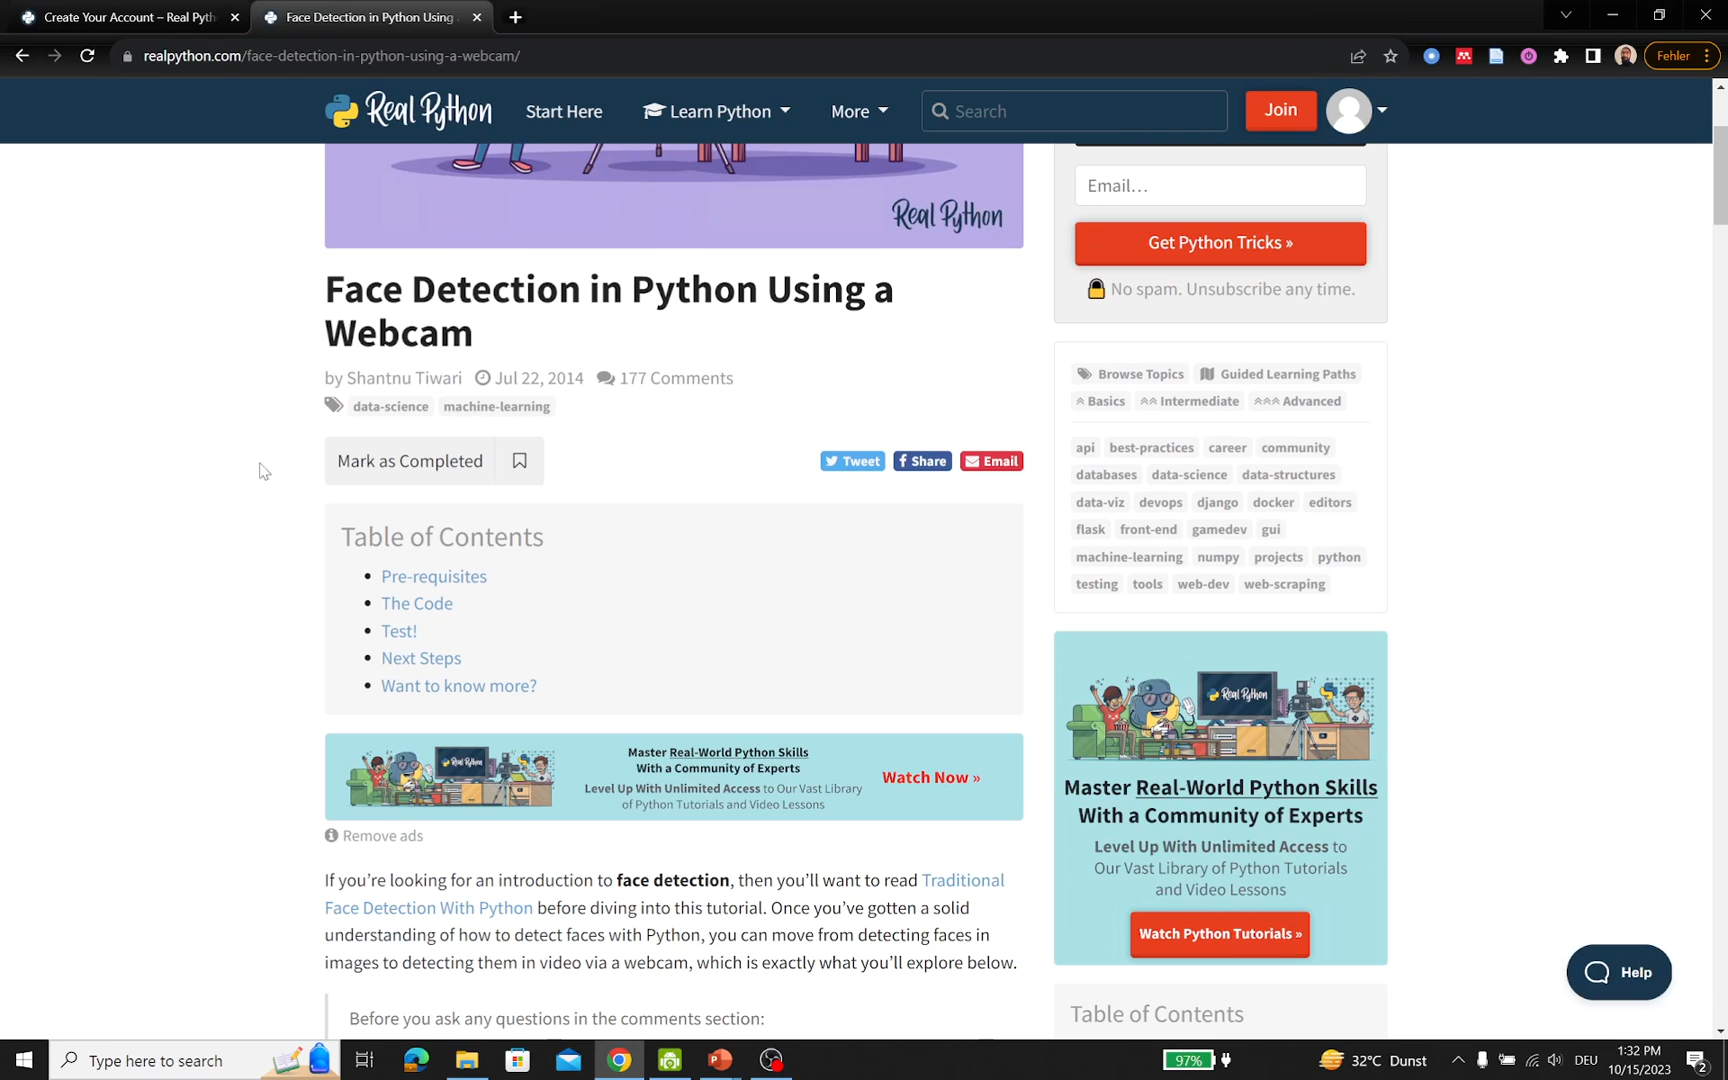 Create Your Account – Real Pyth
Face Detection in Python Using
realpython.com/face-detection-in-python-using-a-webcam/
Fehler
Real Python
Start Here
Learn Python
More
Search
Join
Real Python
Email…
Get Python Tricks »
No spam. Unsubscribe any time.
Face Detection in Python Using a
Webcam
by Shantnu Tiwari Jul 22, 2014 177 Comments
data-science machine-learning
Mark as Completed
Tweet Share Email
Browse Topics Guided Learning Paths
Basics Intermediate Advanced
api best-practices career community
databases data-science data-structures
data-viz devops django docker editors
flask front-end gamedev gui
machine-learning numpy projects python
testing tools web-dev web-scraping
Table of Contents
Pre-requisites
The Code
Test!
Next Steps
Want to know more?
Real Python
Master Real-World Python Skills
With a Community of Experts
Level Up With Unlimited Access to Our Vast Library
of Python Tutorials and Video Lessons
Watch Now »
Remove ads
Real Python
Master Real-World Python Skills
With a Community of Experts
Level Up With Unlimited Access to
Our Vast Library of Python Tutorials
and Video Lessons
Watch Python Tutorials »
If you’re looking for an introduction to face detection, then you’ll want to read Traditional
Face Detection With Python before diving into this tutorial. Once you’ve gotten a solid
understanding of how to detect faces with Python, you can move from detecting faces in
images to detecting them in video via a webcam, which is exactly what you’ll explore below.
Before you ask any questions in the comments section:
Table of Contents
Help
Type here to search
97%
32°C Dunst
DEU
1:32 PM
10/15/2023
2